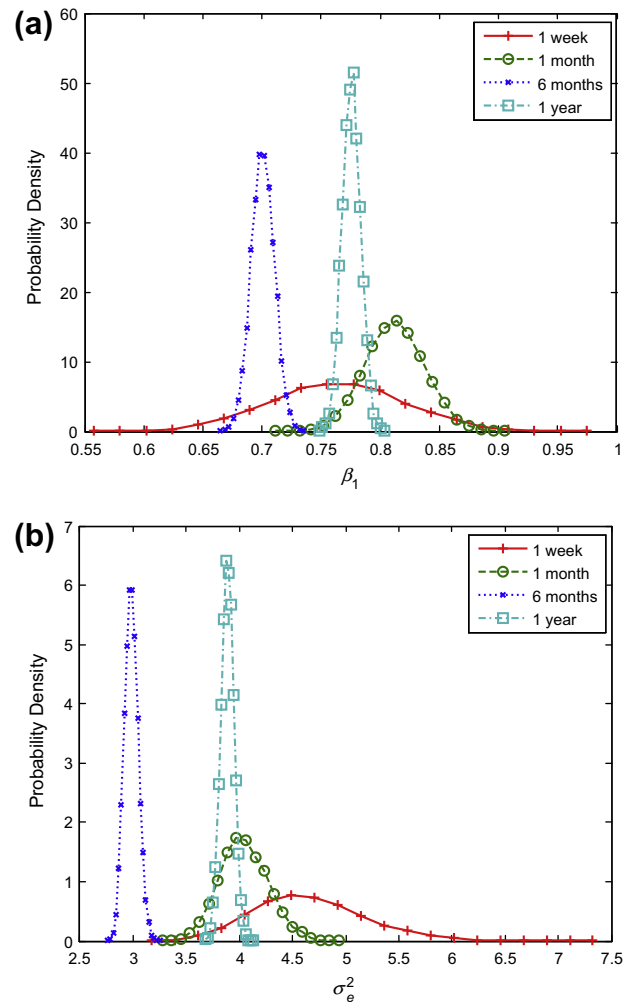 (a)
60
50
40
30
20
10
0
Probability Density
0.55 0.6 0.65 0.7 0.75 0.8 0.85 0.9 0.95 1
β1
1 week
1 month
6 months
1 year
(b)
7
6
5
4
3
2
1
0
Probability Density
2.5 3 3.5 4 4.5 5 5.5 6 6.5 7 7.5
σe2
1 week
1 month
6 months
1 year